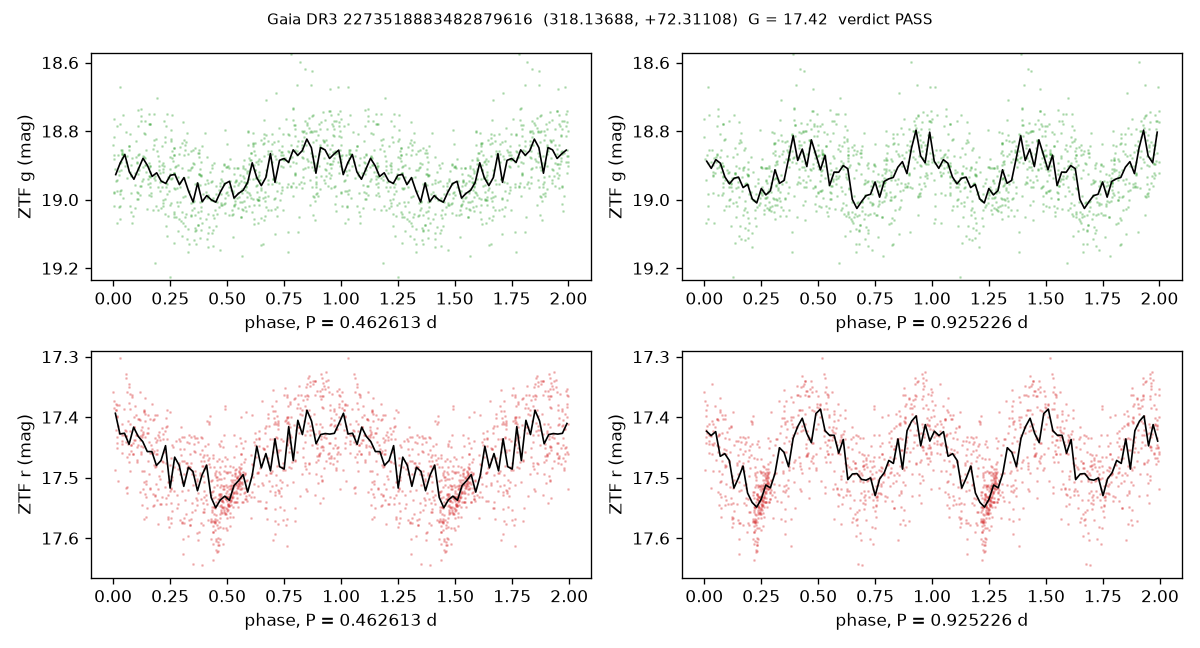 Gaia DR3 2273518883482879616  (318.13688, +72.31108)  G = 17.42  verdict PASS
ZTF g (mag)
18.6
18.8
19.0
19.2
0.00 0.25 0.50 0.75 1.00 1.25 1.50 1.75 2.00
phase, P = 0.462613 d
ZTF g (mag)
18.6
18.8
19.0
19.2
0.00 0.25 0.50 0.75 1.00 1.25 1.50 1.75 2.00
phase, P = 0.925226 d
ZTF r (mag)
17.3
17.4
17.5
17.6
0.00 0.25 0.50 0.75 1.00 1.25 1.50 1.75 2.00
phase, P = 0.462613 d
ZTF r (mag)
17.3
17.4
17.5
17.6
0.00 0.25 0.50 0.75 1.00 1.25 1.50 1.75 2.00
phase, P = 0.925226 d